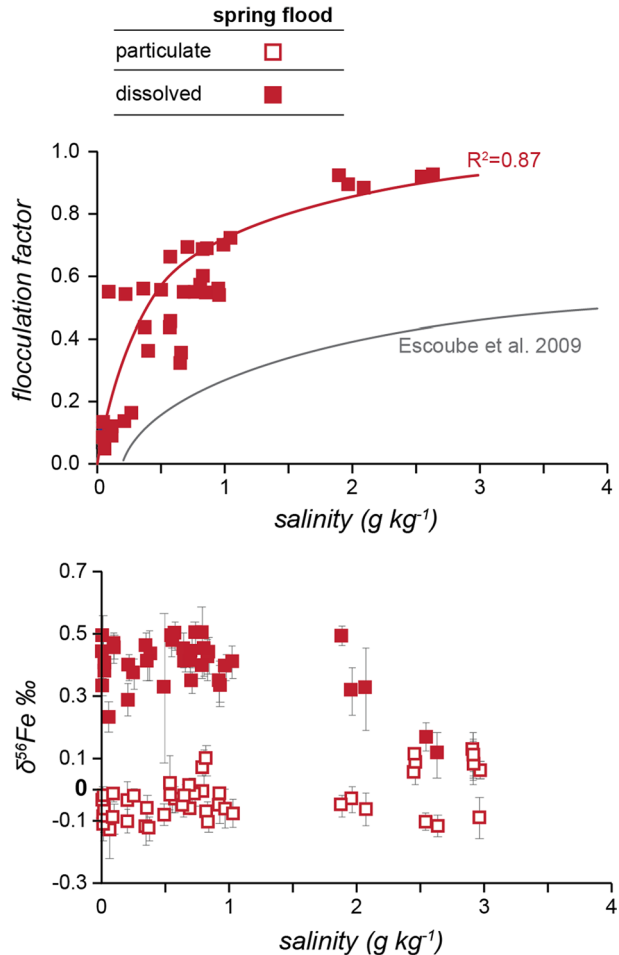 spring flood
particulate
dissolved
1.0
R²=0.87
0.8
0.6
0.4
Escoube et al. 2009
0.2
0.0
0 1 2 3 4
flocculation factor
salinity (g kg⁻¹)
0.7
0.5
0.3
0.1
0
-0.1
-0.3
0 1 2 3 4
δ⁵⁶Fe ‰
salinity (g kg⁻¹)